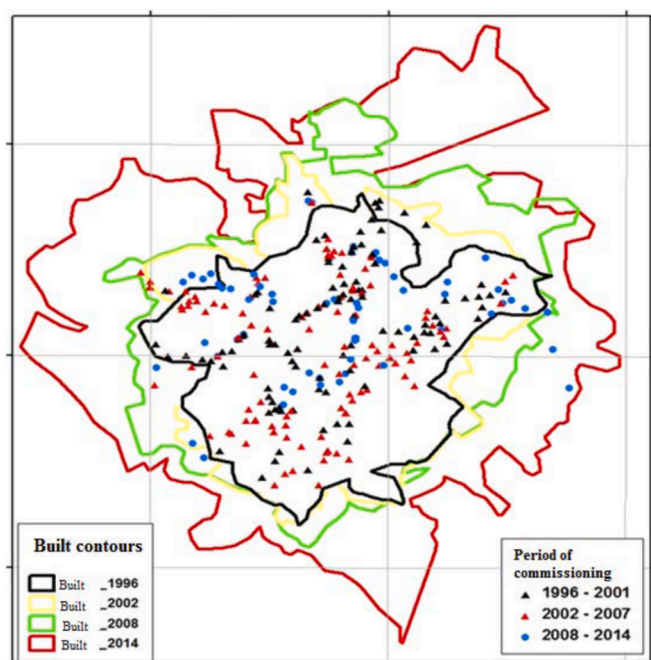 Built contours
Built _1996
Built _2002
Built _2008
Built _2014
Period of
commissioning
1996 - 2001
2002 - 2007
2008 - 2014